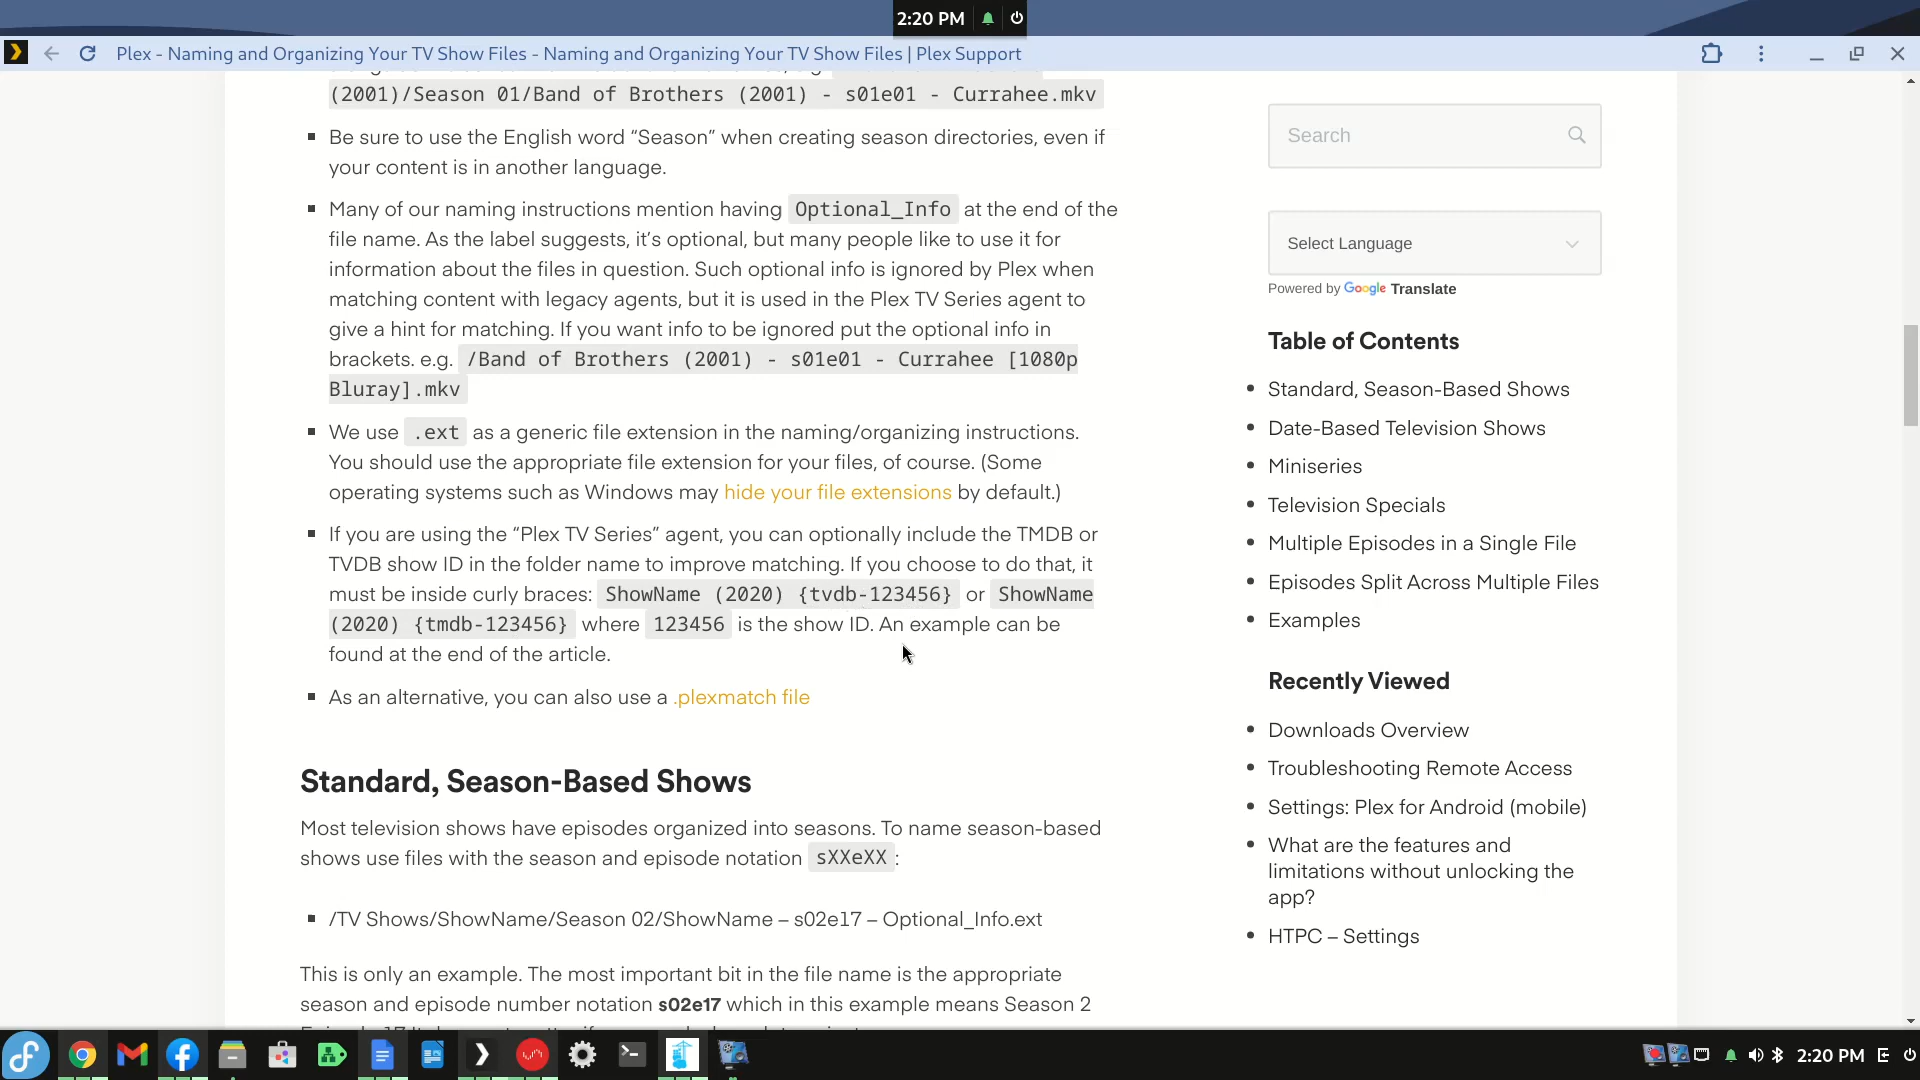 2:20 PM
Plex - Naming and Organizing Your TV Show Files - Naming and Organizing Your TV Show Files | Plex Support
(2001)/Season 01/Band of Brothers (2001) - s01e01 - Currahee.mkv
Be sure to use the English word “Season” when creating season directories, even if
your content is in another language.
Many of our naming instructions mention having Optional_Info at the end of the
file name. As the label suggests, it’s optional, but many people like to use it for
information about the files in question. Such optional info is ignored by Plex when
matching content with legacy agents, but it is used in the Plex TV Series agent to
give a hint for matching. If you want info to be ignored put the optional info in
brackets. e.g. /Band of Brothers (2001) - s01e01 - Currahee [1080p
Bluray].mkv
We use .ext as a generic file extension in the naming/organizing instructions.
You should use the appropriate file extension for your files, of course. (Some
operating systems such as Windows may hide your file extensions by default.)
If you are using the “Plex TV Series” agent, you can optionally include the TMDB or
TVDB show ID in the folder name to improve matching. If you choose to do that, it
must be inside curly braces: ShowName (2020) {tvdb-123456} or ShowName
(2020) {tmdb-123456} where 123456 is the show ID. An example can be
found at the end of the article.
As an alternative, you can also use a .plexmatch file
Standard, Season-Based Shows
Most television shows have episodes organized into seasons. To name season-based
shows use files with the season and episode notation sXXeXX:
/TV Shows/ShowName/Season 02/ShowName – s02e17 – Optional_Info.ext
This is only an example. The most important bit in the file name is the appropriate
season and episode number notation s02e17 which in this example means Season 2
Search
Select Language
Powered by Google Translate
Table of Contents
Standard, Season-Based Shows
Date-Based Television Shows
Miniseries
Television Specials
Multiple Episodes in a Single File
Episodes Split Across Multiple Files
Examples
Recently Viewed
Downloads Overview
Troubleshooting Remote Access
Settings: Plex for Android (mobile)
What are the features and
limitations without unlocking the
app?
HTPC – Settings
2:20 PM